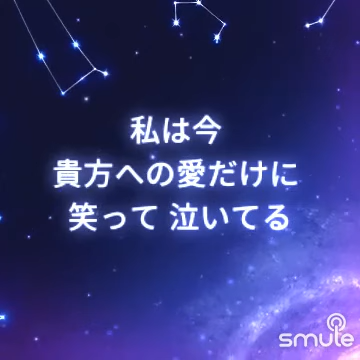 私は今
貴方への愛だけに
笑って 泣いてる
smule